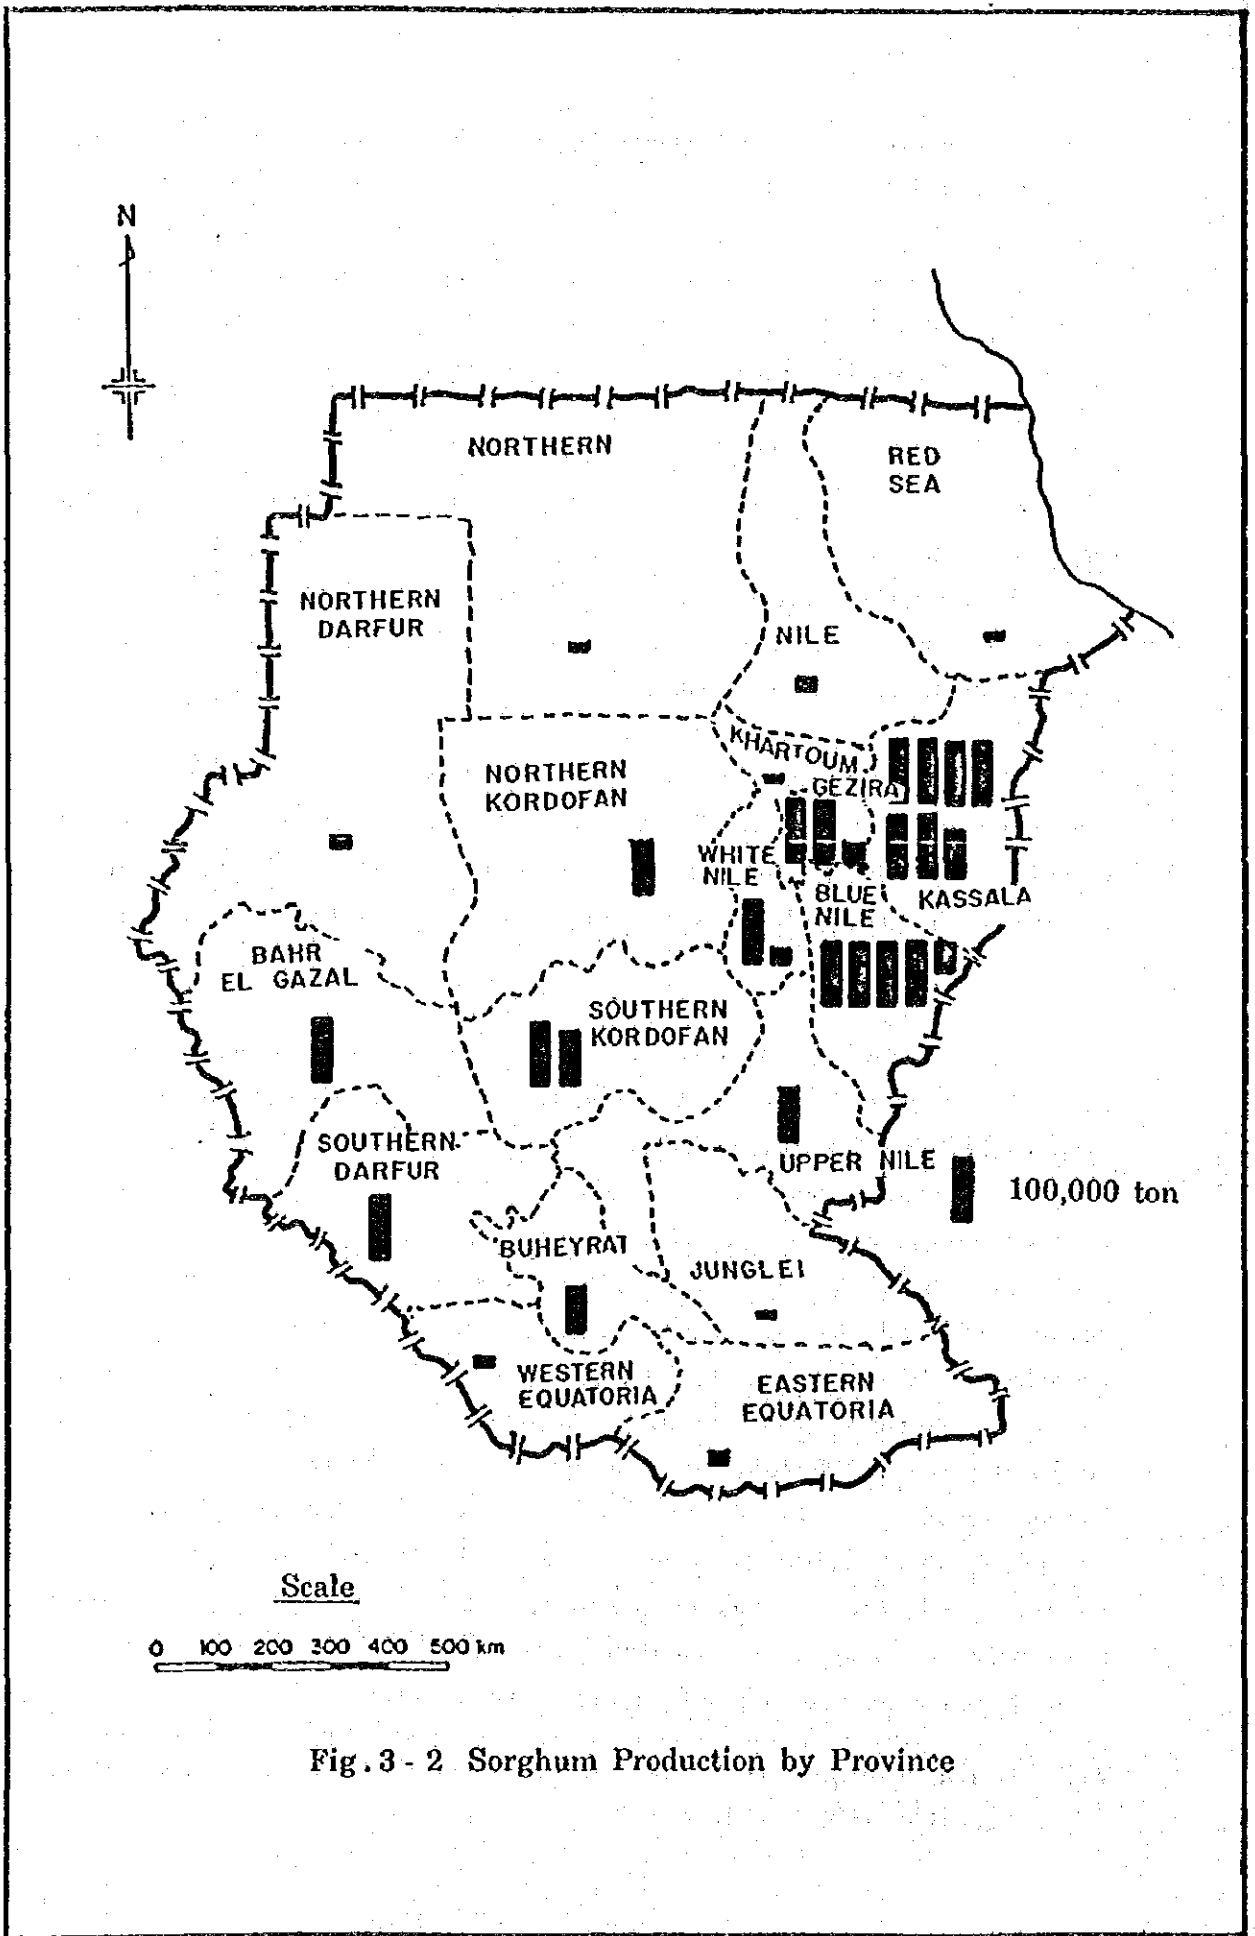 N
NORTHERN
RED
SEA
NORTHERN
DARFUR
NILE
KHARTOUM
GEZIRA
NORTHERN
KORDOFAN
WHITE
NILE
BLUE
NILE
KASSALA
BAHR
EL GAZAL
SOUTHERN
KORDOFAN
SOUTHERN
DARFUR
UPPER NILE
100,000 ton
BUHEYRAT
JUNGLEI
WESTERN
EQUATORIA
EASTERN
EQUATORIA
Scale
0 100 200 300 400 500 km
Fig. 3 - 2 Sorghum Production by Province